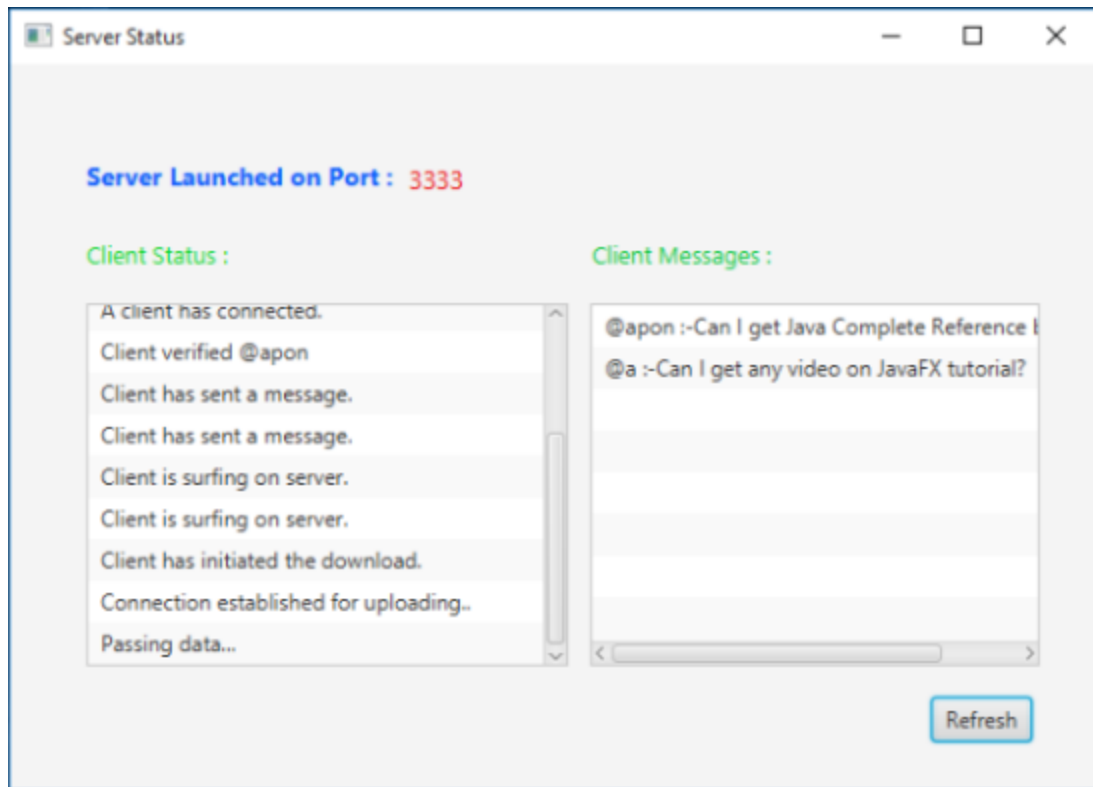 Server Status
Server Launched on Port : 3333
Client Status :
A client has connected.
Client verified @apon
Client has sent a message.
Client has sent a message.
Client is surfing on server.
Client is surfing on server.
Client has initiated the download.
Connection established for uploading..
Passing data...
Client Messages :
@apon :-Can I get Java Complete Reference
@a :-Can I get any video on JavaFX tutorial?
Refresh